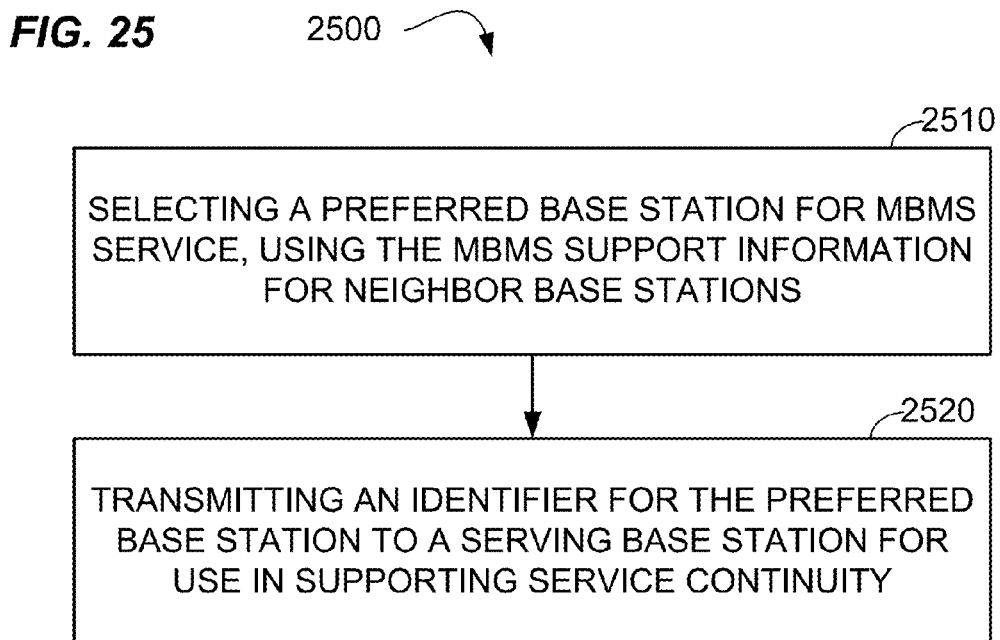 FIG. 25
2500
2510
SELECTING A PREFERRED BASE STATION FOR MBMS
SERVICE, USING THE MBMS SUPPORT INFORMATION
FOR NEIGHBOR BASE STATIONS
2520
TRANSMITTING AN IDENTIFIER FOR THE PREFERRED
BASE STATION TO A SERVING BASE STATION FOR
USE IN SUPPORTING SERVICE CONTINUITY